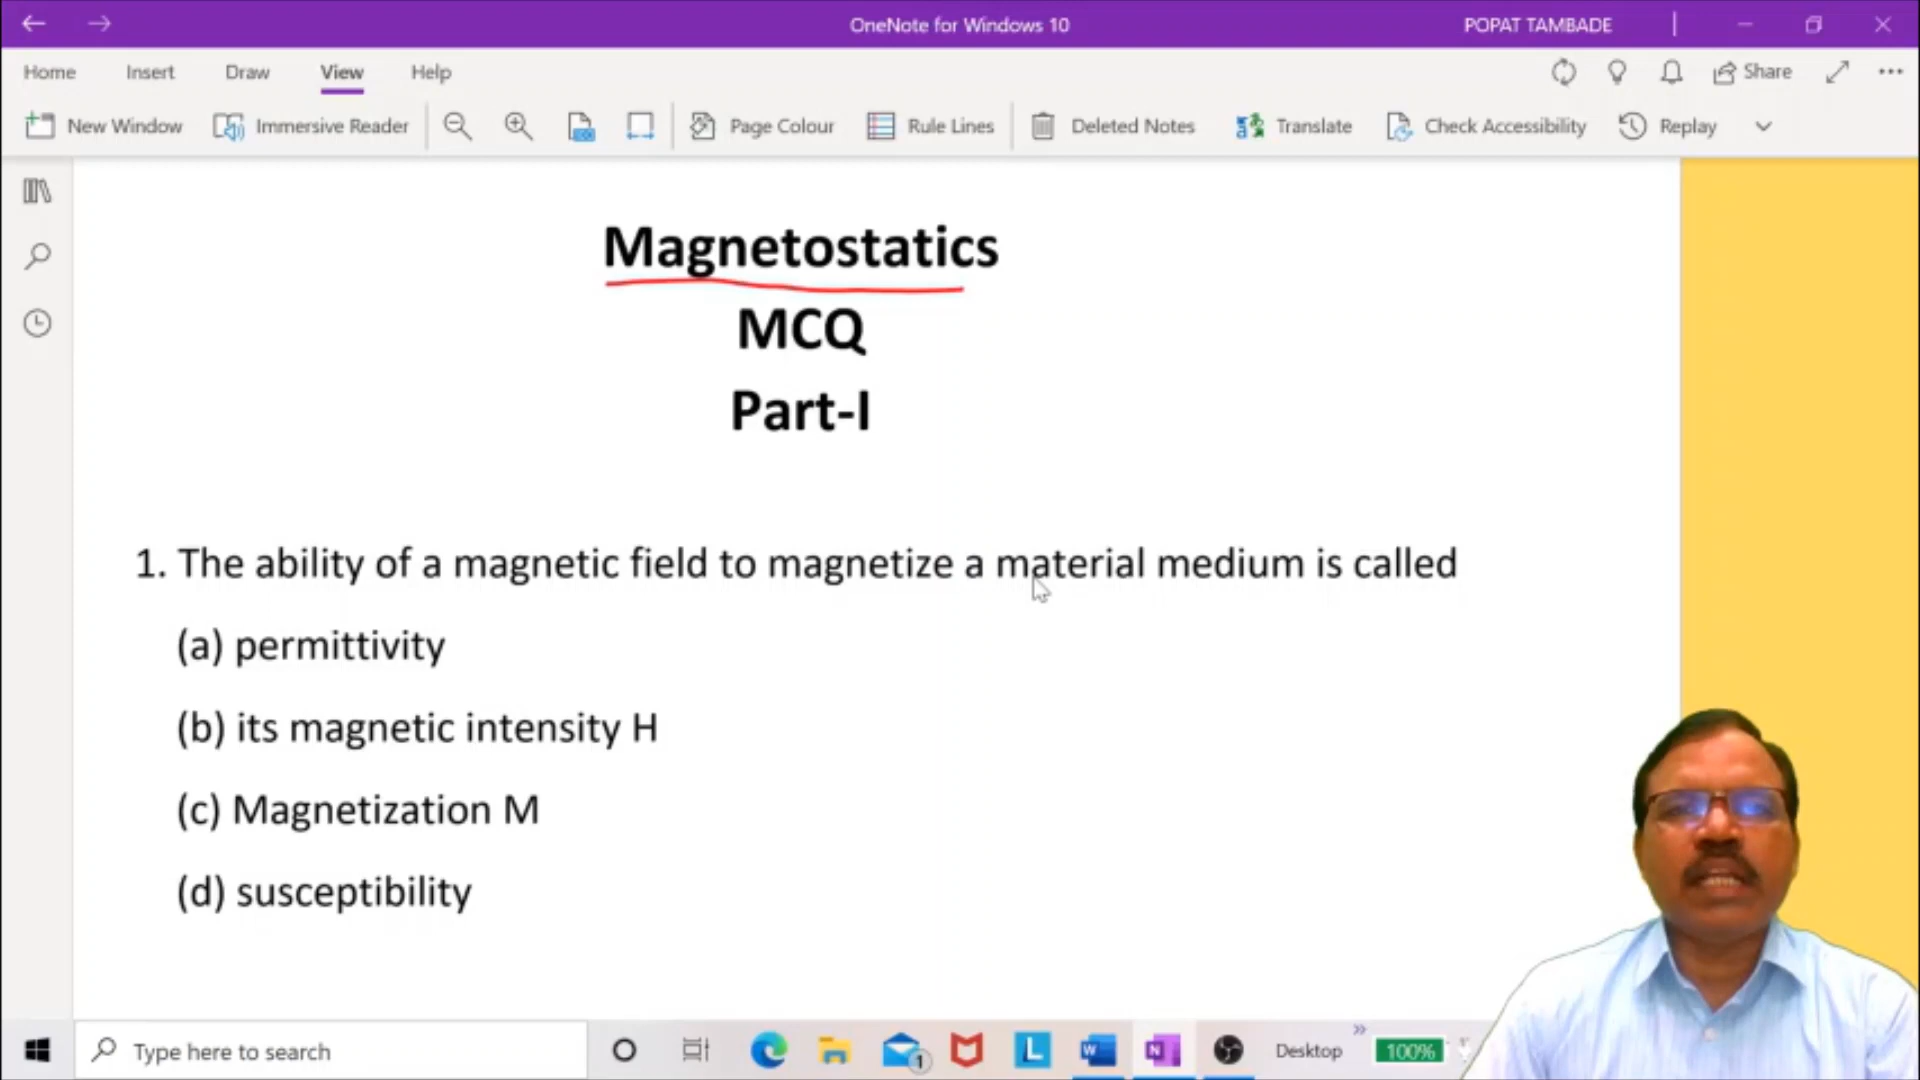 OneNote for Windows 10
POPAT TAMBADE
Home Insert Draw View Help
Share
New Window Immersive Reader Page Colour Rule Lines Deleted Notes Translate Check Accessibility Replay
Magnetostatics
MCQ
Part-I
1. The ability of a magnetic field to magnetize a material medium is called
(a) permittivity
(b) its magnetic intensity H
(c) Magnetization M
(d) susceptibility
Type here to search
1
L
W
N
Desktop
100%